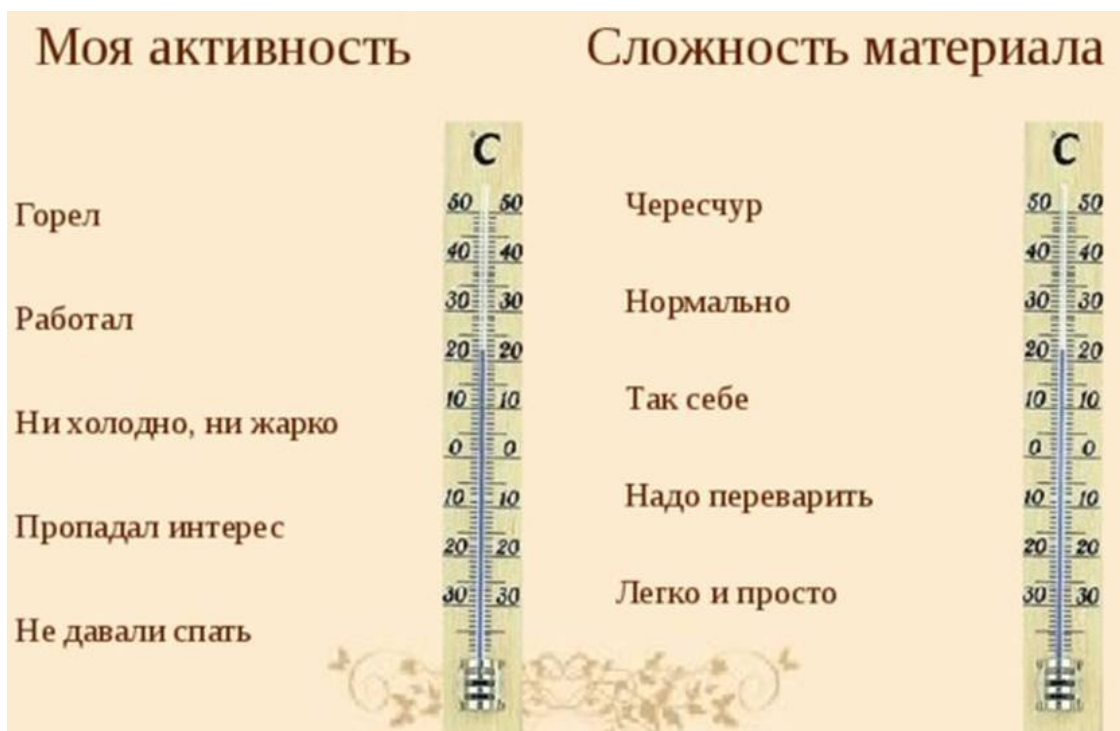 Моя активность
Сложность материала
Горел
Работал
Ни холодно, ни жарко
Пропадал интерес
Не давали спать
°C
50 50
40 40
30 30
20 20
10 10
0 0
10 10
20 20
30 30
Чересчур
Нормально
Так себе
Надо переварить
Легко и просто
°C
50 50
40 40
30 30
20 20
10 10
0 0
10 10
20 20
30 30